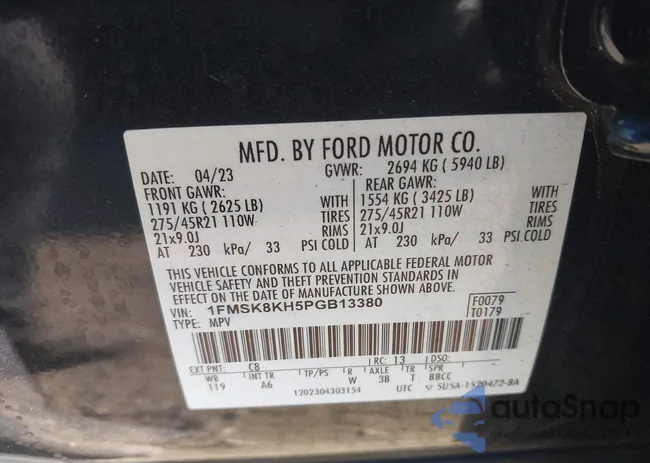 MFD. BY FORD MOTOR CO.
DATE: 04/23 GVWR: 2694 KG ( 5940 LB)
FRONT GAWR: REAR GAWR:
1191 KG ( 2625 LB) WITH 1554 KG ( 3425 LB) WITH
275/45R21 110W TIRES 275/45R21 110W TIRES
21x9.0J RIMS 21x9.0J RIMS
AT 230 kPa/ 33 PSI COLD AT 230 kPa/ 33 PSI COLD
THIS VEHICLE CONFORMS TO ALL APPLICABLE FEDERAL MOTOR
VEHICLE SAFETY AND THEFT PREVENTION STANDARDS IN
EFFECT ON THE DATE OF MANUFACTURE SHOWN ABOVE.
VIN: 1FMSK8KH5PGB13380 F0079
TYPE: MPV T0179
EXT PNT: C8 RC: 13 DSO:
WB INT TR TP/PS R AXLE TR SPR
119 A6 W 3B T BBCC
1202304303154 UTC 5USA-1520472-BA
autoSnap